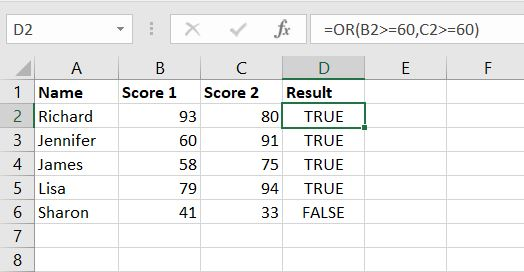 D2 fx =OR(B2>=60,C2>=60)
A B C D E F
1 Name Score 1 Score 2 Result
2 Richard 93 80 TRUE
3 Jennifer 60 91 TRUE
4 James 58 75 TRUE
5 Lisa 79 94 TRUE
6 Sharon 41 33 FALSE
7
8